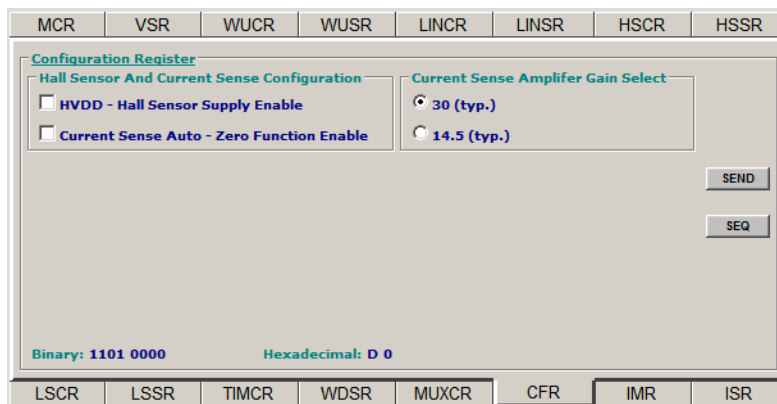 MCR VSR WUCR WUSR LINCR LINSR HSCR HSSR
Configuration Register
Hall Sensor And Current Sense Configuration
HVDD - Hall Sensor Supply Enable
Current Sense Auto - Zero Function Enable
Current Sense Amplifer Gain Select
30 (typ.)
14.5 (typ.)
SEND
SEQ
Binary: 1101 0000 Hexadecimal: D 0
LSCR LSSR TIMCR WDSR MUXCR CFR IMR ISR